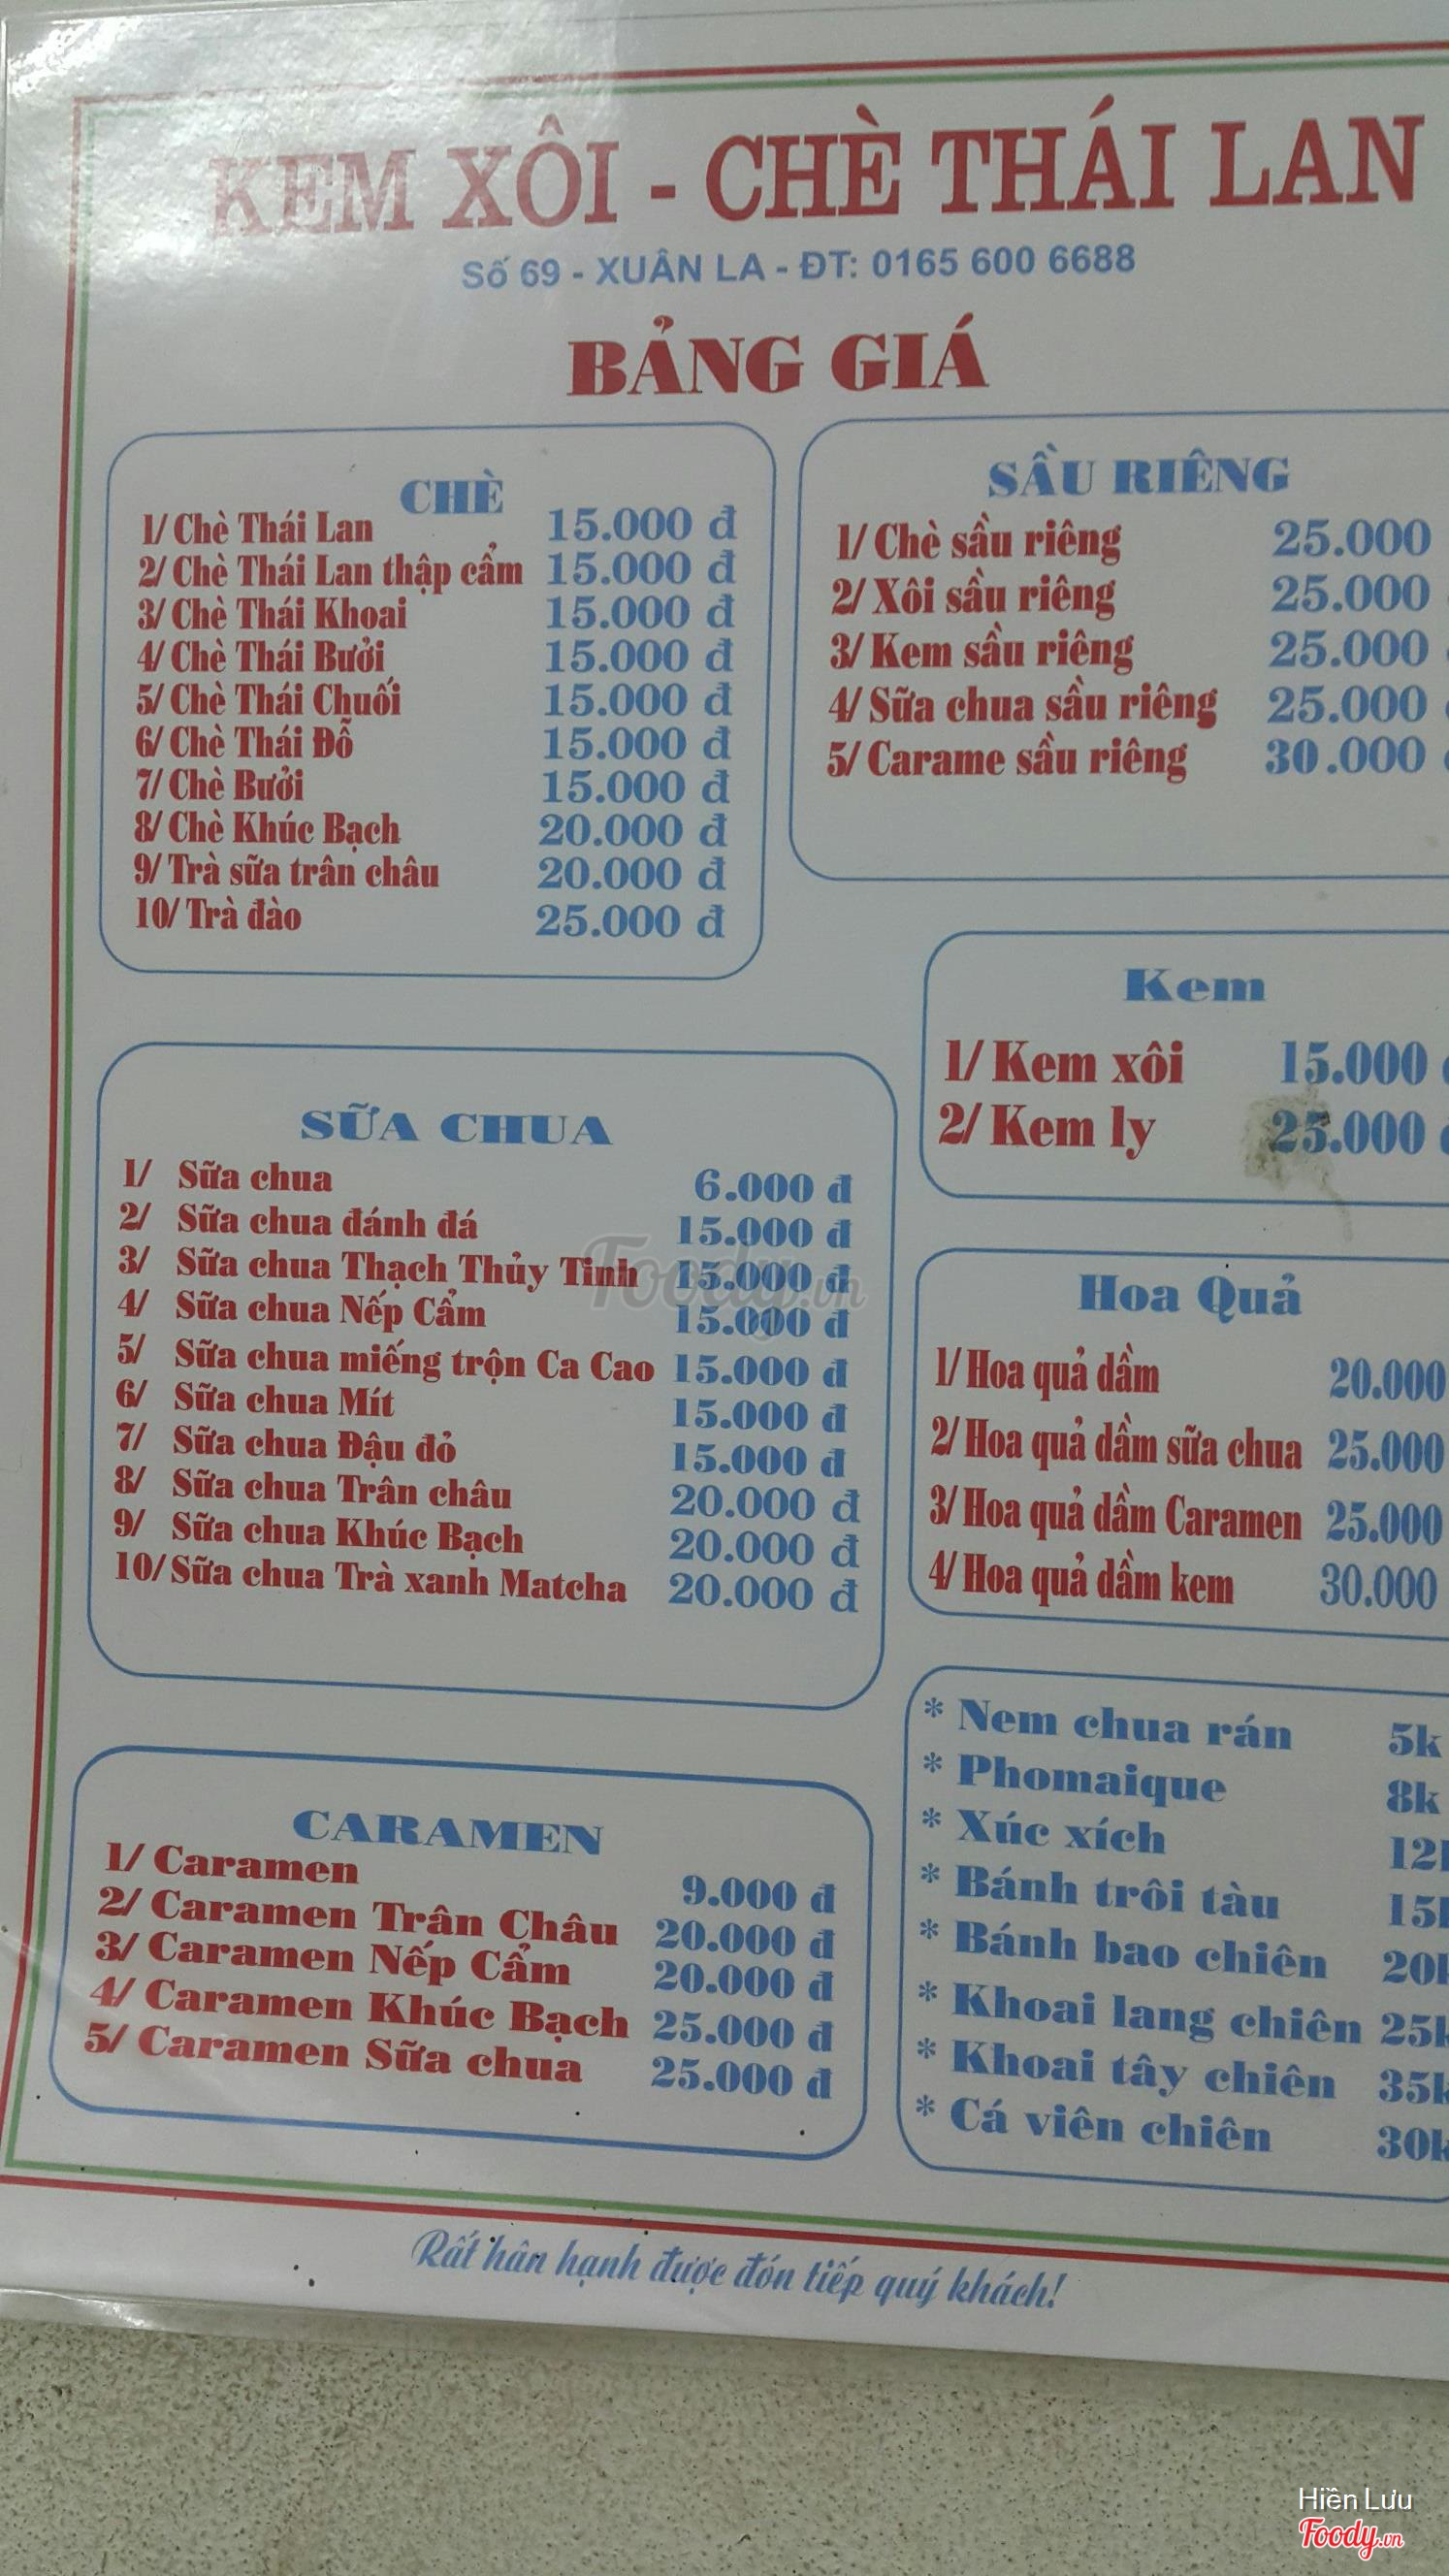 KEM XÔI - CHÈ THÁI LAN
Số 69 - XUÂN LA - ĐT: 0165 600 6688
BẢNG GIÁ
CHÈ
1/ Chè Thái Lan 15.000 đ
2/ Chè Thái Lan thập cẩm 15.000 đ
3/ Chè Thái Khoai 15.000 đ
4/ Chè Thái Bưởi 15.000 đ
5/ Chè Thái Chuối 15.000 đ
6/ Chè Thái Đỗ 15.000 đ
7/ Chè Bưởi 15.000 đ
8/ Chè Khúc Bạch 20.000 đ
9/ Trà sữa trân châu 20.000 đ
10/ Trà đào 25.000 đ
SẦU RIÊNG
1/ Chè sầu riêng 25.000
2/ Xôi sầu riêng 25.000
3/ Kem sầu riêng 25.000
4/ Sữa chua sầu riêng 25.000
5/ Carame sầu riêng 30.000
Kem
1/ Kem xôi 15.000
2/ Kem ly 25.000
SỮA CHUA
1/ Sữa chua 6.000 đ
2/ Sữa chua đánh đá 15.000 đ
3/ Sữa chua Thạch Thủy Tinh 15.000 đ
4/ Sữa chua Nếp Cẩm 15.000 đ
5/ Sữa chua miếng trộn Ca Cao 15.000 đ
6/ Sữa chua Mít 15.000 đ
7/ Sữa chua Đậu đỏ 15.000 đ
8/ Sữa chua Trân châu 20.000 đ
9/ Sữa chua Khúc Bạch 20.000 đ
10/ Sữa chua Trà xanh Matcha 20.000 đ
Foody.vn
Hoa Quả
1/ Hoa quả dầm 20.000
2/ Hoa quả dầm sữa chua 25.000
3/ Hoa quả dầm Caramen 25.000
4/ Hoa quả dầm kem 30.000
CARAMEN
1/ Caramen 9.000 đ
2/ Caramen Trân Châu 20.000 đ
3/ Caramen Nếp Cẩm 20.000 đ
4/ Caramen Khúc Bạch 25.000 đ
5/ Caramen Sữa chua 25.000 đ
* Nem chua rán 5k
* Phomaique 8k
* Xúc xích 12k
* Bánh trôi tàu 15k
* Bánh bao chiên 20k
* Khoai lang chiên 25k
* Khoai tây chiên 35k
* Cá viên chiên 30k
Rất hân hạnh được đón tiếp quý khách!
Hiền Lưu
Foody.vn